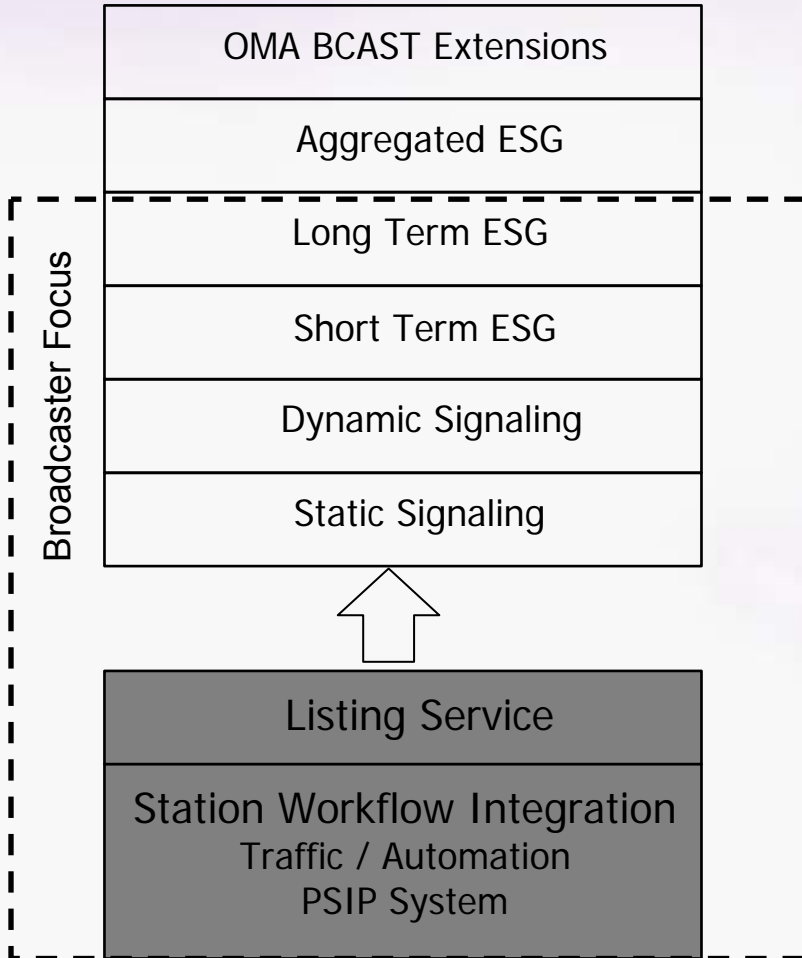 OMA BCAST Extensions
Aggregated ESG
Long Term ESG
Short Term ESG
Dynamic Signaling
Static Signaling
Broadcaster Focus
Listing Service
Station Workflow Integration
Traffic / Automation
PSIP System